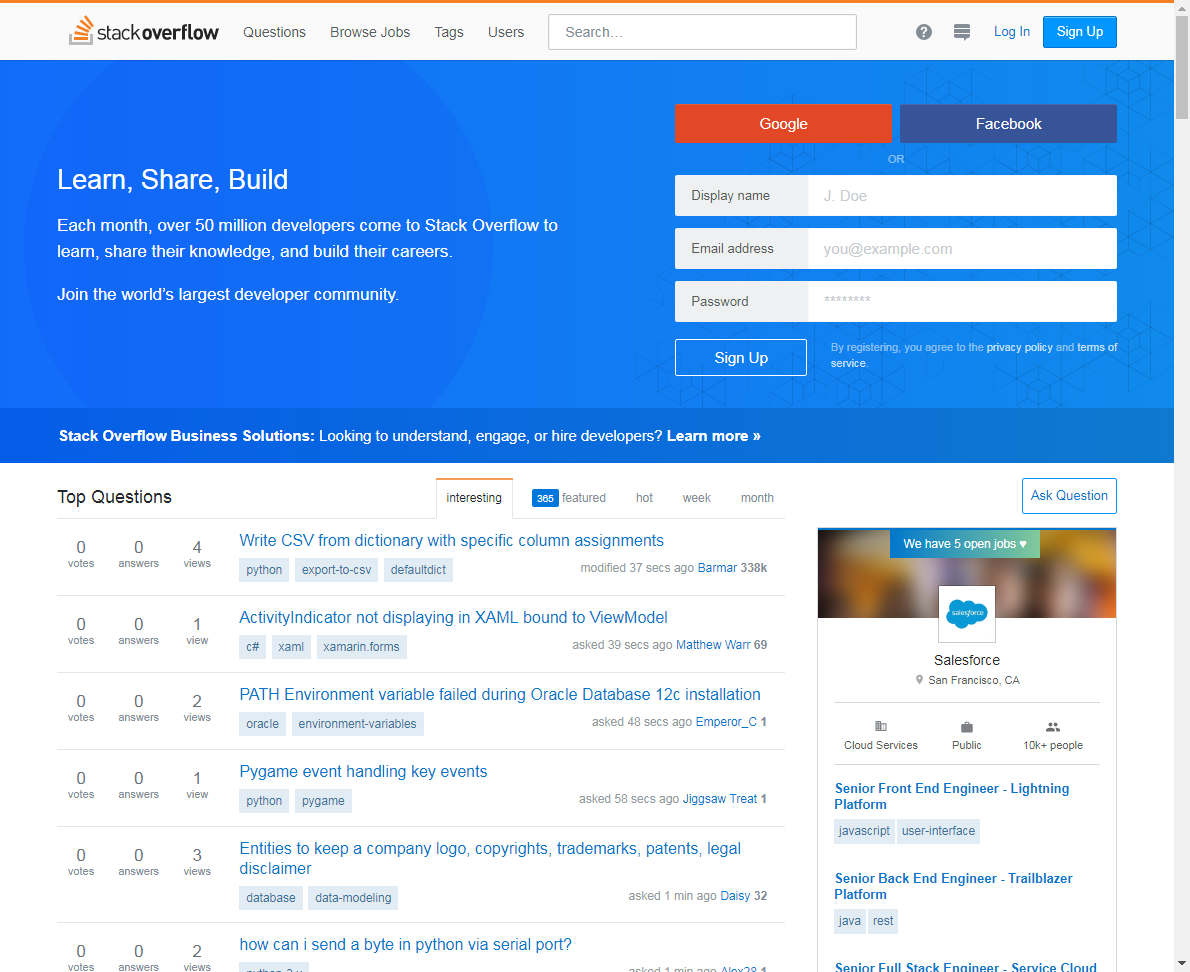 stackoverflow Questions Browse Jobs Tags Users Search... ? Log In Sign Up
Google Facebook
OR
Learn, Share, Build
Each month, over 50 million developers come to Stack Overflow to
learn, share their knowledge, and build their careers.
Join the world's largest developer community.
Display name J. Doe
Email address you@example.com
Password ********
Sign Up
By registering, you agree to the privacy policy and terms of
service.
Stack Overflow Business Solutions: Looking to understand, engage, or hire developers? Learn more »
Top Questions interesting 365 featured hot week month
0 votes 0 answers 4 views
Write CSV from dictionary with specific column assignments
python export-to-csv defaultdict
modified 37 secs ago Barmar 338k
0 votes 0 answers 1 view
ActivityIndicator not displaying in XAML bound to ViewModel
c# xaml xamarin.forms
asked 39 secs ago Matthew Warr 69
0 votes 0 answers 2 views
PATH Environment variable failed during Oracle Database 12c installation
oracle environment-variables
asked 48 secs ago Emperor_C 1
0 votes 0 answers 1 view
Pygame event handling key events
python pygame
asked 58 secs ago Jiggsaw Treat 1
0 votes 0 answers 3 views
Entities to keep a company logo, copyrights, trademarks, patents, legal
disclaimer
database data-modeling
asked 1 min ago Daisy 32
0 votes 0 answers 2 views
how can i send a byte in python via serial port?
python-3.x
asked 1 min ago Alex28 1
Ask Question
We have 5 open jobs ♥
salesforce
Salesforce
San Francisco, CA
Cloud Services Public 10k+ people
Senior Front End Engineer - Lightning
Platform
javascript user-interface
Senior Back End Engineer - Trailblazer
Platform
java rest
Senior Full Stack Engineer - Service Cloud